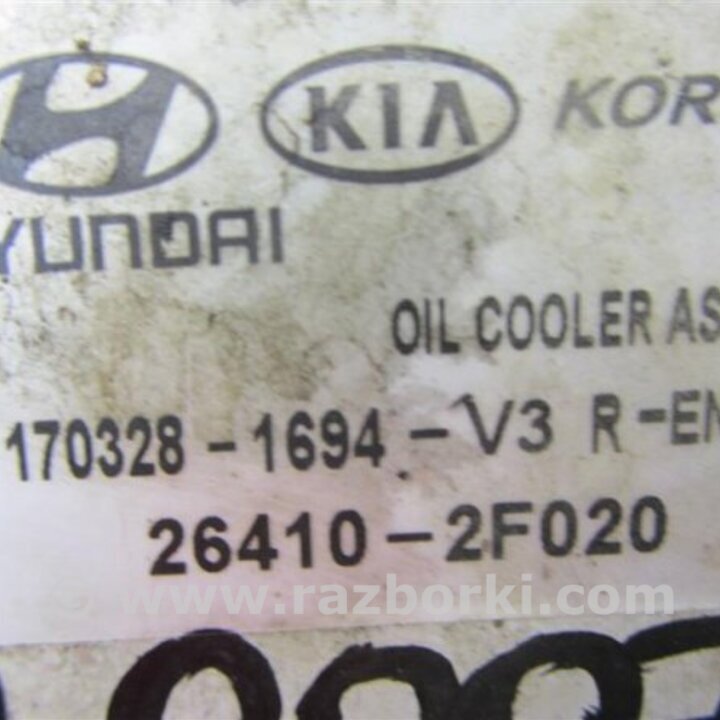 KIA KOR
HYUNDAI
OIL COOLER AS
170328-1694-V3 R-EN
26410-2F020
www.razborki.com